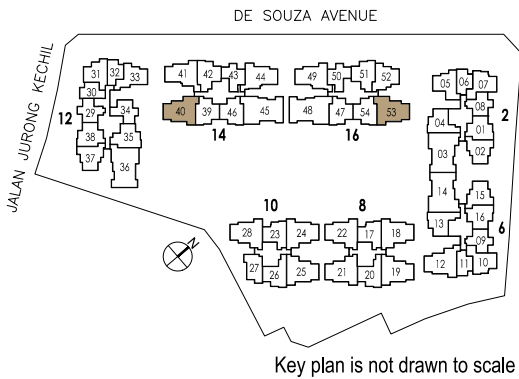 DE SOUZA AVENUE
JALAN JURONG KECHIL
31 32 33
30
29 34
12
38 35
37 36
41 42 43 44
40 39 46 45
14
49 50 51 52
48 47 54 53
16
05 06 07
08
2
04 01
03 02
14 15
16
13 09
6
12 11 10
10
28 23 24
27 26 25
8
22 17 18
21 20 19
N
Key plan is not drawn to scale